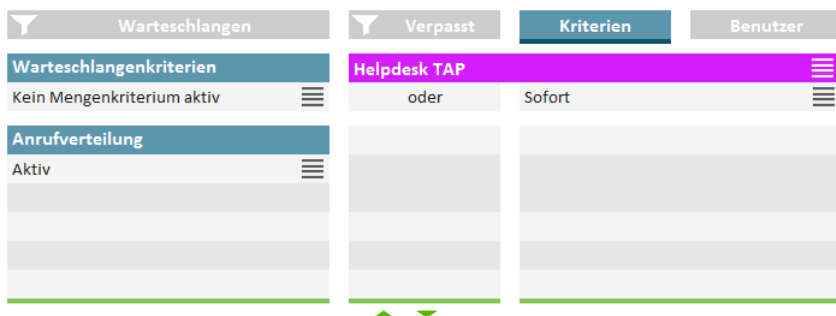 Warteschlangen
Verpasst
Kriterien
Benutzer
Warteschlangenkriterien
Helpdesk TAP
Kein Mengenkriterium aktiv
oder
Sofort
Anrufverteilung
Aktiv